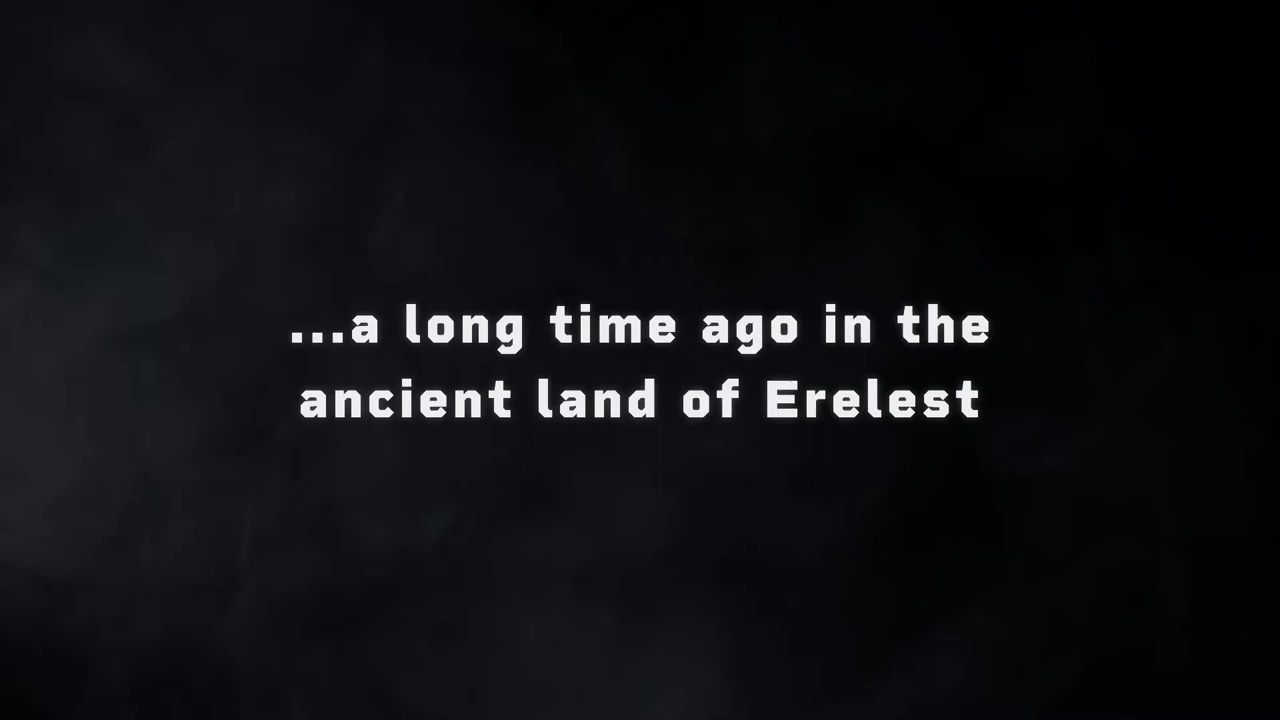 ...a long time ago in the
ancient land of Erelest